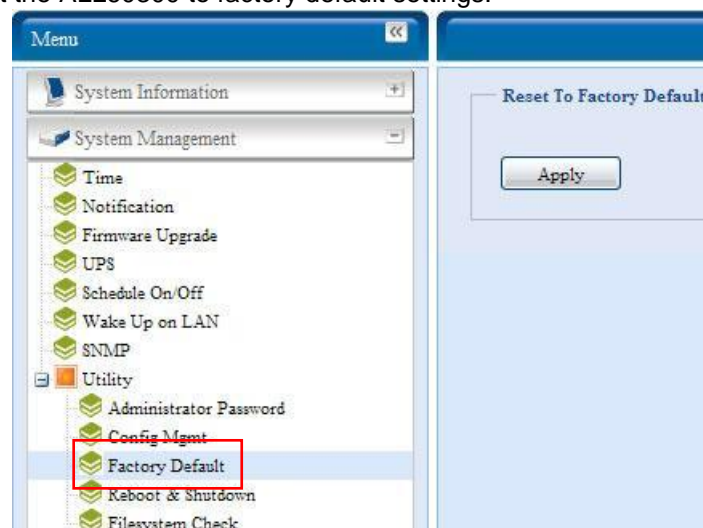 Menu
System Information
System Management
Time
Notification
Firmware Upgrade
UPS
Schedule On/Off
Wake Up on LAN
SNMP
Utility
Administrator Password
Config Mgmt
Factory Default
Reboot & Shutdown
Filesystem Check
Reset To Factory Default
Apply